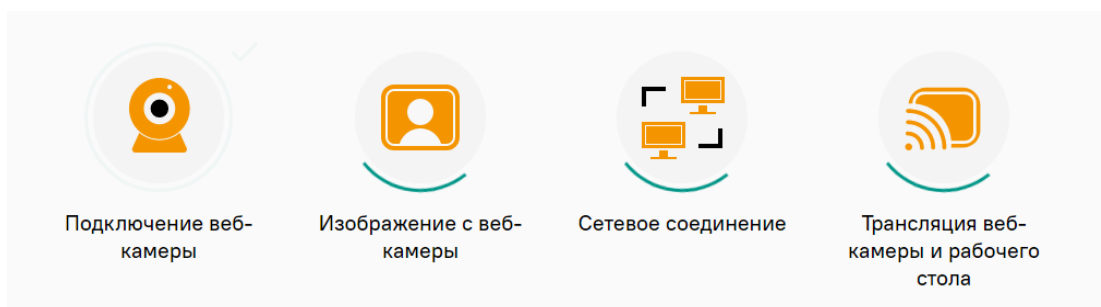 Подключение веб-
камеры
Изображение с веб-
камеры
Сетевое соединение
Трансляция веб-
камеры и рабочего
стола